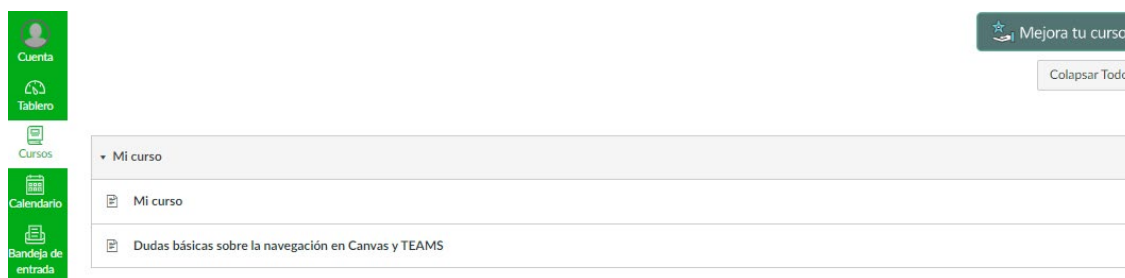 Cuenta
Tablero
Cursos
Calendario
Bandeja de
entrada
Mejora tu curso
Colapsar Todo
Mi curso
Mi curso
Dudas básicas sobre la navegación en Canvas y TEAMS